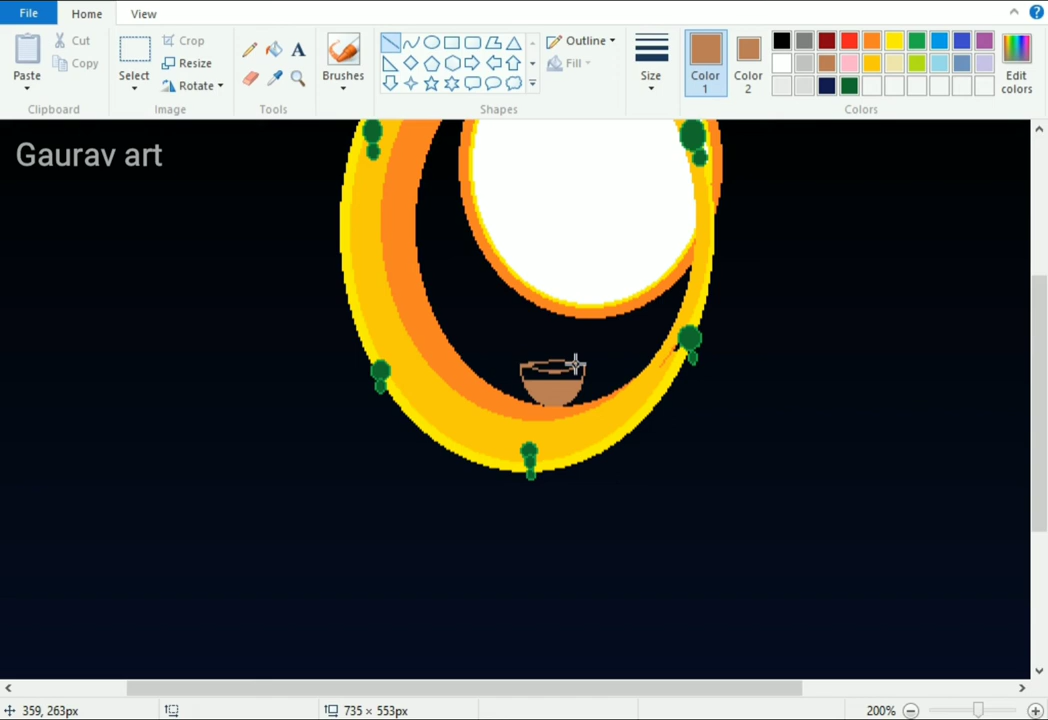 File
Home
View
Paste
Cut
Copy
Clipboard
Select
Crop
Resize
Rotate
Image
Tools
Brushes
Outline
Fill
Shapes
Size
Color 1
Color 2
Edit colors
Colors
Gaurav art
359, 263px
735 × 553px
200%